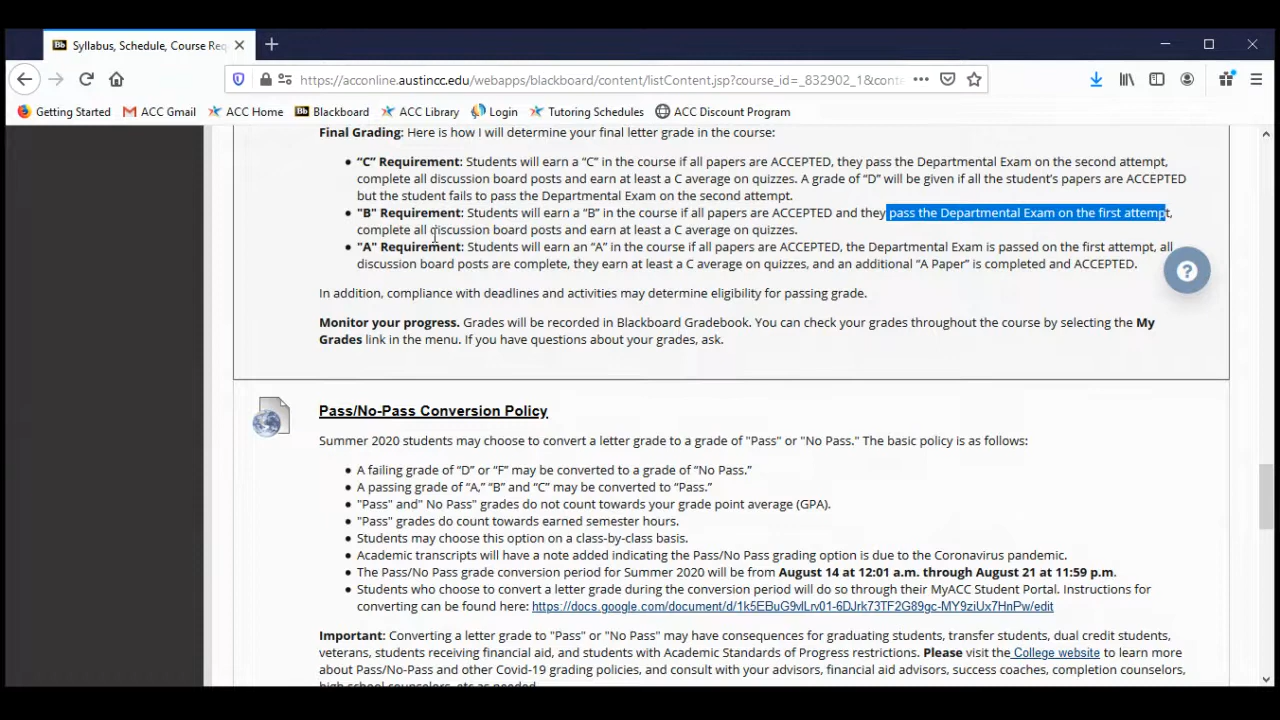 Syllabus, Schedule, Course Req
https://acconline.austincc.edu/webapps/blackboard/content/listContent.jsp?course_id=_832902_1&conte
Getting Started ACC Gmail ACC Home Bb Blackboard ACC Library Login Tutoring Schedules ACC Discount Program
Final Grading: Here is how I will determine your final letter grade in the course:
• “C” Requirement: Students will earn a “C” in the course if all papers are ACCEPTED, they pass the Departmental Exam on the second attempt,
complete all discussion board posts and earn at least a C average on quizzes. A grade of “D” will be given if all the student’s papers are ACCEPTED
but the student fails to pass the Departmental Exam on the second attempt.
• "B" Requirement: Students will earn a “B” in the course if all papers are ACCEPTED and they pass the Departmental Exam on the first attempt,
complete all discussion board posts and earn at least a C average on quizzes.
• "A" Requirement: Students will earn an “A” in the course if all papers are ACCEPTED, the Departmental Exam is passed on the first attempt, all
discussion board posts are complete, they earn at least a C average on quizzes, and an additional “A Paper” is completed and ACCEPTED.
In addition, compliance with deadlines and activities may determine eligibility for passing grade.
Monitor your progress. Grades will be recorded in Blackboard Gradebook. You can check your grades throughout the course by selecting the My
Grades link in the menu. If you have questions about your grades, ask.
Pass/No-Pass Conversion Policy
Summer 2020 students may choose to convert a letter grade to a grade of "Pass" or "No Pass." The basic policy is as follows:
• A failing grade of “D” or “F” may be converted to a grade of “No Pass.”
• A passing grade of “A,” “B” and “C” may be converted to “Pass.”
• "Pass" and" No Pass" grades do not count towards your grade point average (GPA).
• "Pass" grades do count towards earned semester hours.
• Students may choose this option on a class-by-class basis.
• Academic transcripts will have a note added indicating the Pass/No Pass grading option is due to the Coronavirus pandemic.
• The Pass/No Pass grade conversion period for Summer 2020 will be from August 14 at 12:01 a.m. through August 21 at 11:59 p.m.
• Students who choose to convert a letter grade during the conversion period will do so through their MyACC Student Portal. Instructions for
converting can be found here: https://docs.google.com/document/d/1k5EBuG9vlLrv01-6DJrk73TF2G89gc-MY9ziUx7HnPw/edit
Important: Converting a letter grade to "Pass" or "No Pass" may have consequences for graduating students, transfer students, dual credit students,
veterans, students receiving financial aid, and students with Academic Standards of Progress restrictions. Please visit the College website to learn more
about Pass/No-Pass and other Covid-19 grading policies, and consult with your advisors, financial aid advisors, success coaches, completion counselors,
high school counselors, etc as needed.